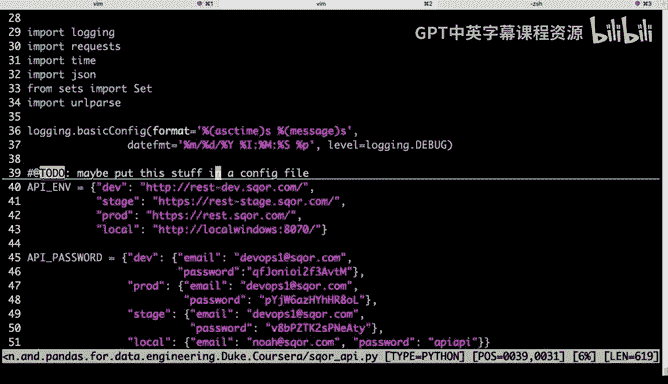 vim ⌘1 vim ⌘2 -zsh ⌘3
GPT中英字幕课程资源 bilibili
28
29 import logging
30 import requests
31 import time
32 import json
33 from sets import Set
34 import urlparse
35
36 logging.basicConfig(format='%(asctime)s %(message)s',
37 datefmt='%m/%d/%Y %I:%M:%S %p', level=logging.DEBUG)
38
39 #@TODO: maybe put this stuff in a config file
40 API_ENV = {"dev": "http://rest-dev.sqor.com/",
41 "stage": "https://rest-stage.sqor.com/",
42 "prod": "https://rest.sqor.com/",
43 "local": "http://localwindows:8070/"}
44
45 API_PASSWORD = {"dev": {"email": "devops1@sqor.com",
46 "password":"qfJonioi2f3AvtM"},
47 "prod": {"email": "devops1@sqor.com",
48 "password": "pYjW6azHYhHR8oL"},
49 "stage": {"email": "devops1@sqor.com",
50 "password": "v8bPZTK2sPNeAty"},
51 "local": {"email": "noah@sqor.com", "password": "apiapi"}}
<n.and.pandas.for.data.engineering.Duke.Coursera/sqor_api.py [TYPE=PYTHON] [POS=0039,0031] [6%] [LEN=619]